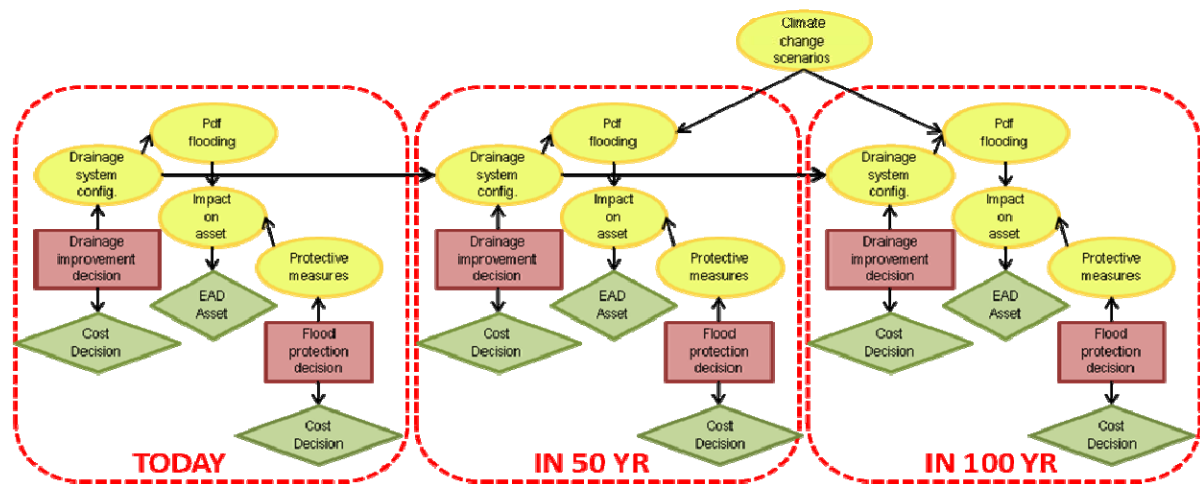 Climate
change
scenarios
Pdf
flooding
Drainage
system
config.
Impact
on
asset
Drainage
improvement
decision
Protective
measures
EAD
Asset
Cost
Decision
Flood
protection
decision
Cost
Decision
TODAY
Pdf
flooding
Drainage
system
config.
Impact
on
asset
Drainage
improvement
decision
Protective
measures
EAD
Asset
Cost
Decision
Flood
protection
decision
Cost
Decision
IN 50 YR
Pdf
flooding
Drainage
system
config.
Impact
on
asset
Drainage
improvement
decision
Protective
measures
EAD
Asset
Cost
Decision
Flood
protection
decision
Cost
Decision
IN 100 YR